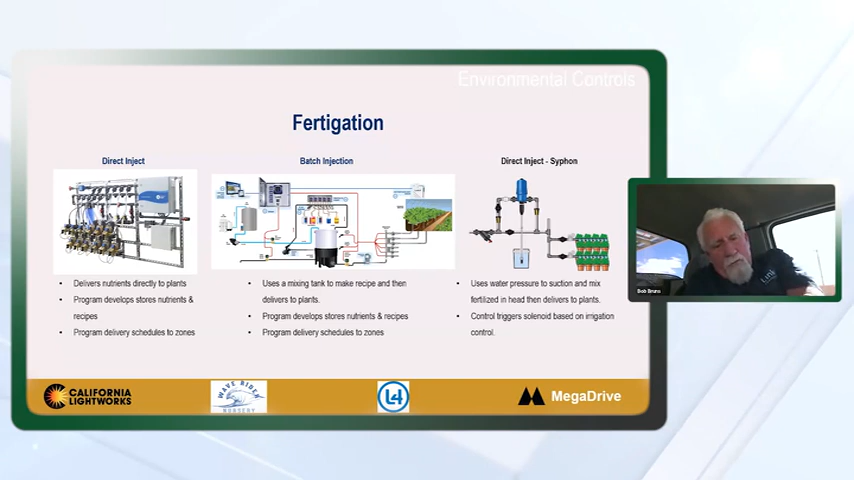 Environmental Controls
Fertigation
Direct Inject
Delivers nutrients directly to plants
Program develops stores nutrients &
recipes
Program delivery schedules to zones
Batch Injection
Uses a mixing tank to make recipe and then
delivers to plants.
Program develops stores nutrients & recipes
Program delivery schedules to zones
Direct Inject - Syphon
Uses water pressure to suction and mix
fertilized in head then delivers to plants.
Control triggers solenoid based on irrigation
control.
Bob Bruns
CALIFORNIA
LIGHTWORKS
WAVE RIDER
NURSERY
L4
MegaDrive